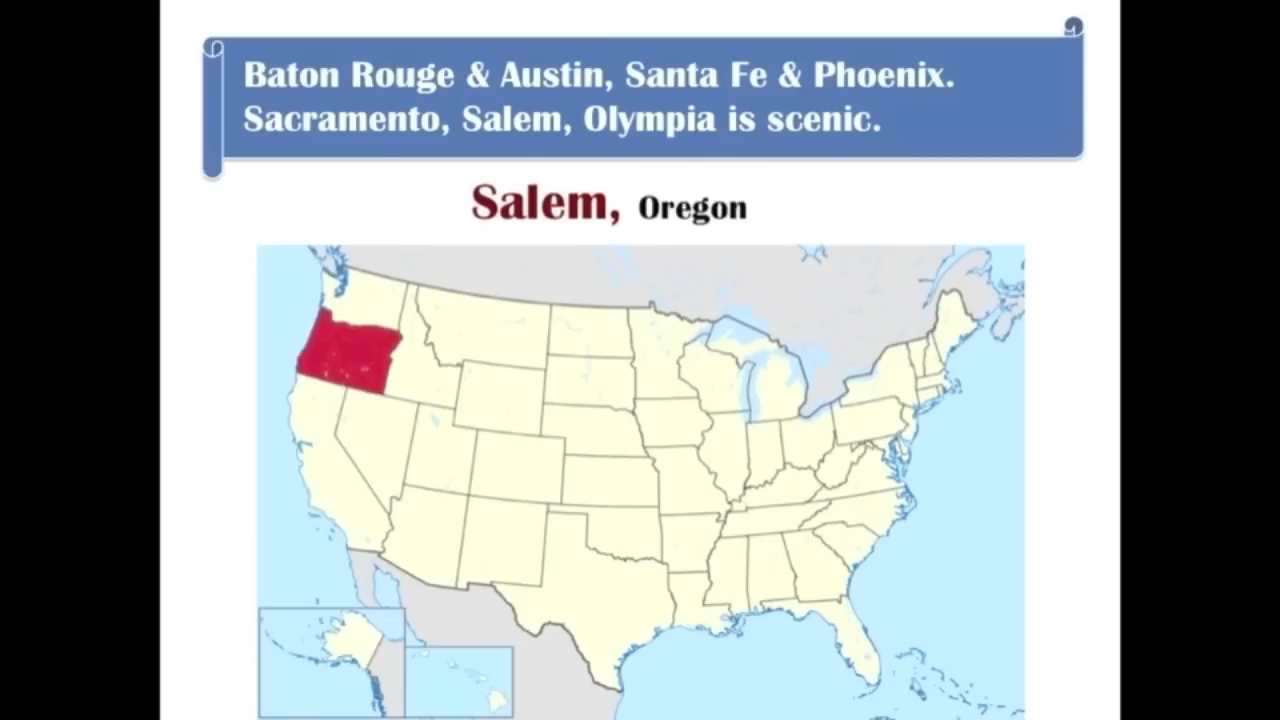 Baton Rouge & Austin, Santa Fe & Phoenix.
Sacramento, Salem, Olympia is scenic.
Salem, Oregon